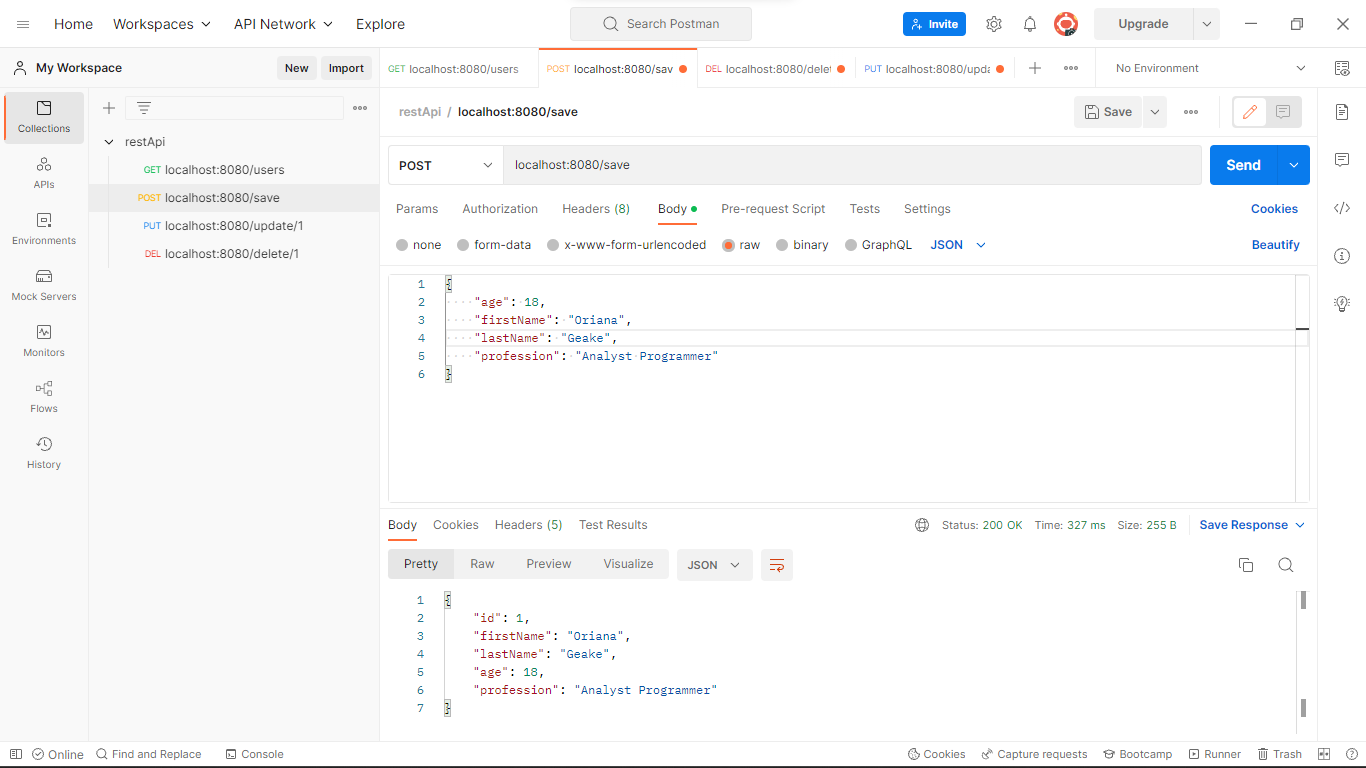 Home Workspaces API Network Explore Search Postman Invite Upgrade
My Workspace New Import
GET localhost:8080/users POST localhost:8080/sav DEL localhost:8080/delet PUT localhost:8080/upda No Environment
Collections
APIs
Environments
Mock Servers
Monitors
Flows
History
restApi
GET localhost:8080/users
POST localhost:8080/save
PUT localhost:8080/update/1
DEL localhost:8080/delete/1
restApi / localhost:8080/save Save
POST localhost:8080/save Send
Params Authorization Headers (8) Body Pre-request Script Tests Settings Cookies
none form-data x-www-form-urlencoded raw binary GraphQL JSON Beautify
1 {
2 "age": 18,
3 "firstName": "Oriana",
4 "lastName": "Geake",
5 "profession": "Analyst Programmer"
6 }
Body Cookies Headers (5) Test Results Status: 200 OK Time: 327 ms Size: 255 B Save Response
Pretty Raw Preview Visualize JSON
1 {
2 "id": 1,
3 "firstName": "Oriana",
4 "lastName": "Geake",
5 "age": 18,
6 "profession": "Analyst Programmer"
7 }
Online Find and Replace Console Cookies Capture requests Bootcamp Runner Trash